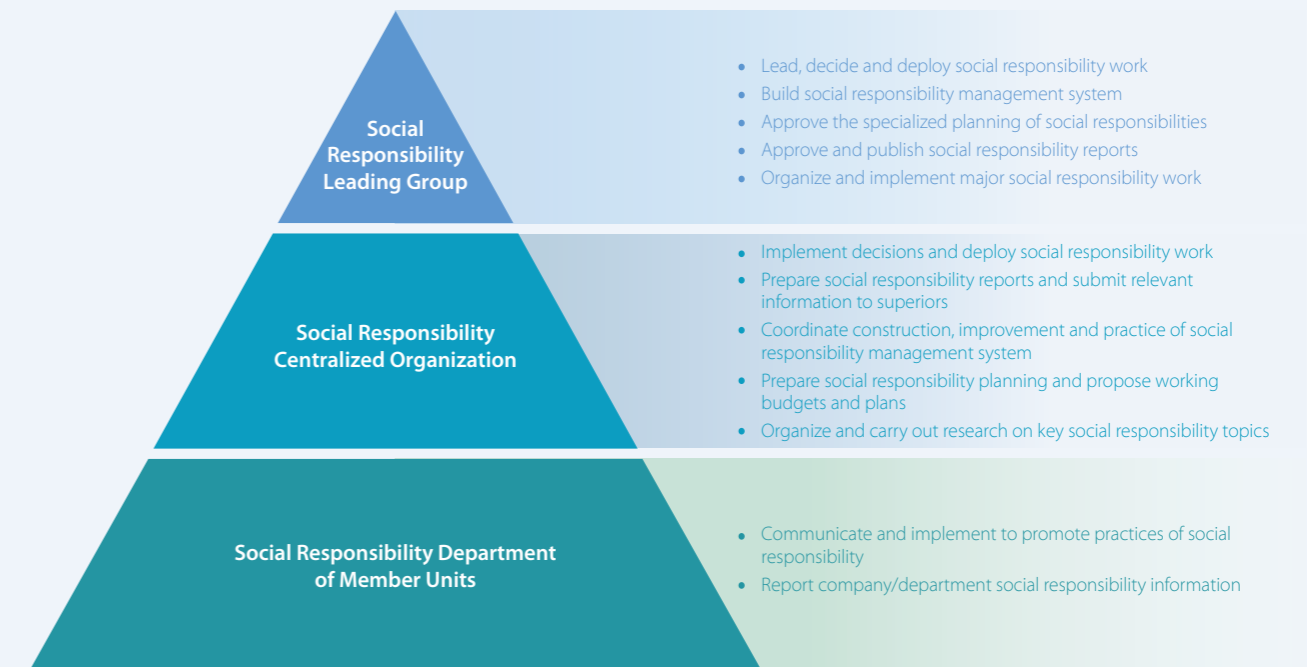 Social
Responsibility
Leading Group
• Lead, decide and deploy social responsibility work
• Build social responsibility management system
• Approve the specialized planning of social responsibilities
• Approve and publish social responsibility reports
• Organize and implement major social responsibility work
Social Responsibility
Centralized Organization
• Implement decisions and deploy social responsibility work
• Prepare social responsibility reports and submit relevant
information to superiors
• Coordinate construction, improvement and practice of social
responsibility management system
• Prepare social responsibility planning and propose working
budgets and plans
• Organize and carry out research on key social responsibility topics
Social Responsibility Department
of Member Units
• Communicate and implement to promote practices of social
responsibility
• Report company/department social responsibility information